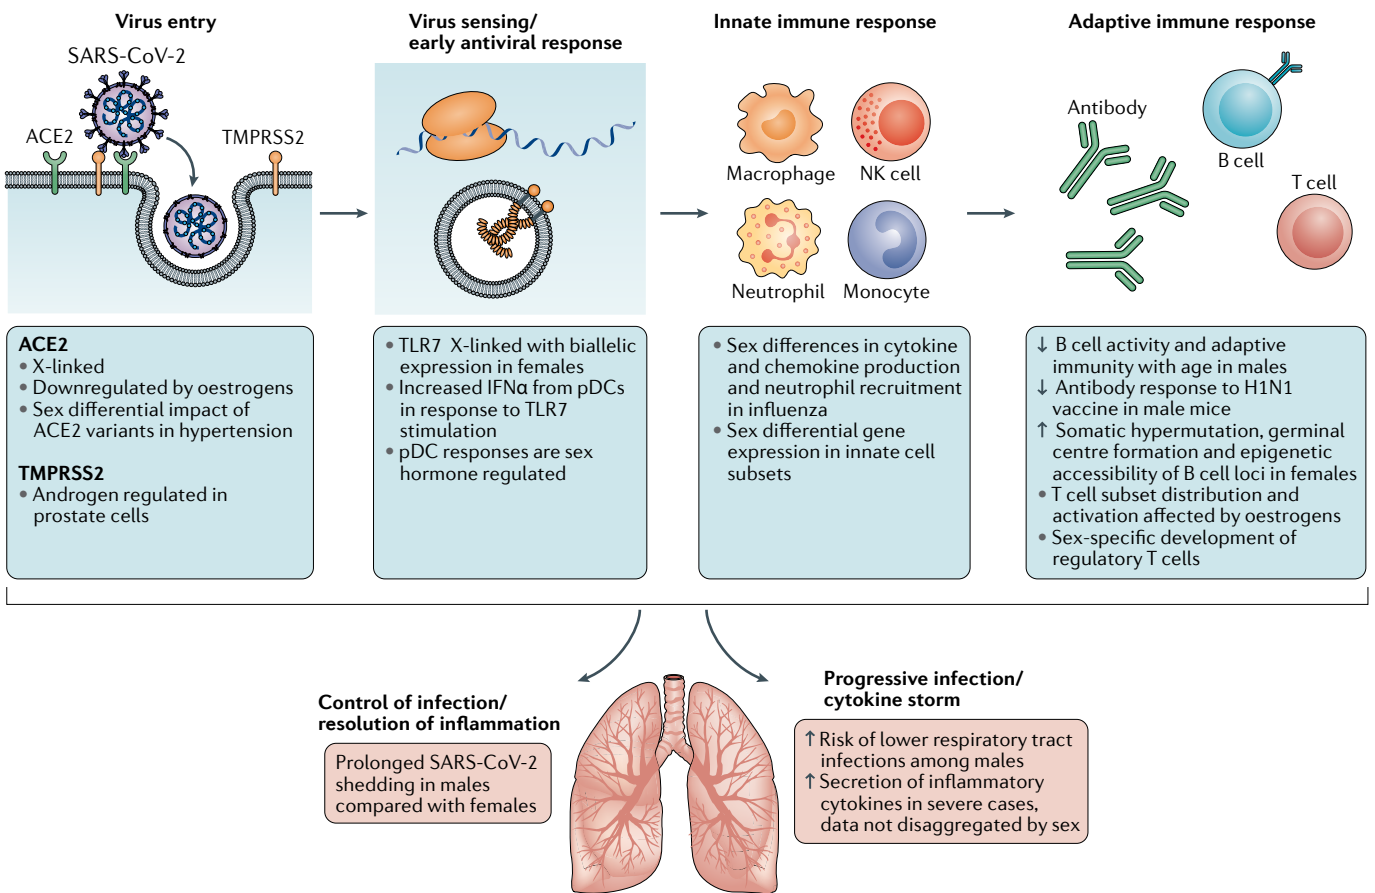 Virus entry
SARS-CoV-2
ACE2
TMPRSS2
ACE2
• X-linked
• Downregulated by oestrogens
• Sex differential impact of
ACE2 variants in hypertension
TMPRSS2
• Androgen regulated in
prostate cells
Virus sensing/
early antiviral response
• TLR7 X-linked with biallelic
expression in females
• Increased IFNα from pDCs
in response to TLR7
stimulation
• pDC responses are sex
hormone regulated
Innate immune response
Macrophage
NK cell
Neutrophil
Monocyte
• Sex differences in cytokine
and chemokine production
and neutrophil recruitment
in influenza
• Sex differential gene
expression in innate cell
subsets
Adaptive immune response
Antibody
B cell
T cell
↓ B cell activity and adaptive
immunity with age in males
↓ Antibody response to H1N1
vaccine in male mice
↑ Somatic hypermutation, germinal
centre formation and epigenetic
accessibility of B cell loci in females
• T cell subset distribution and
activation affected by oestrogens
• Sex-specific development of
regulatory T cells
Control of infection/
resolution of inflammation
Prolonged SARS-CoV-2
shedding in males
compared with females
Progressive infection/
cytokine storm
↑ Risk of lower respiratory tract
infections among males
↑ Secretion of inflammatory
cytokines in severe cases,
data not disaggregated by sex